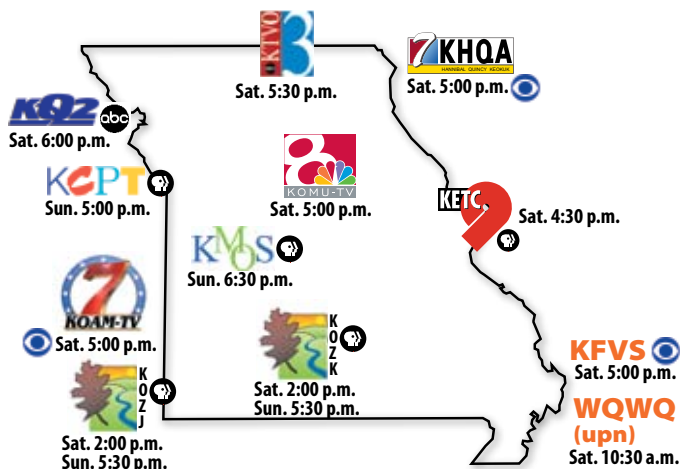 KTVO
3
Sat. 5:30 p.m.
7 KHQA
HANNIBAL QUINCY KEOKUK
Sat. 5:00 p.m.
KQ2 abc
Sat. 6:00 p.m.
KCPT
Sun. 5:00 p.m.
8
KOMU-TV
Sat. 5:00 p.m.
KETC 9
Sat. 4:30 p.m.
KMOS
Sun. 6:30 p.m.
7
KOAM-TV
Sat. 5:00 p.m.
KOZK
Sat. 2:00 p.m.
Sun. 5:30 p.m.
KOZJ
Sat. 2:00 p.m.
Sun. 5:30 p.m.
KFVS
Sat. 5:00 p.m.
WQWQ
(upn)
Sat. 10:30 a.m.